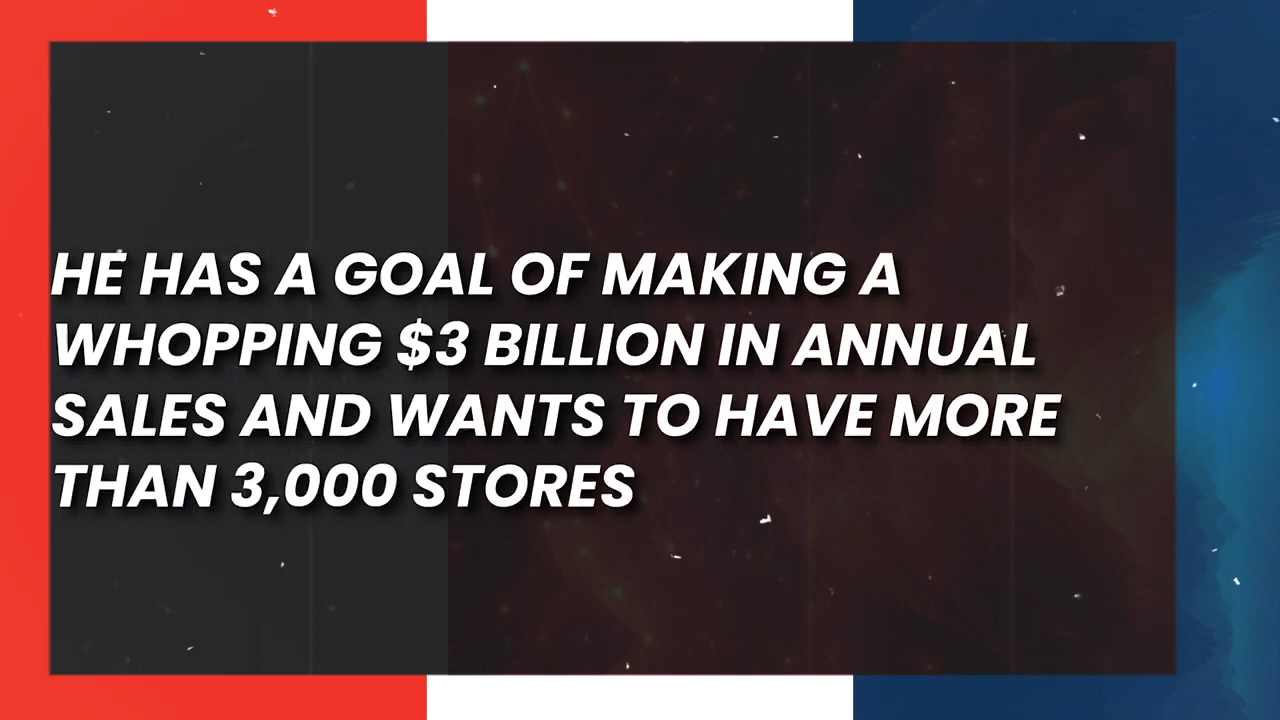 HE HAS A GOAL OF MAKING A
WHOPPING $3 BILLION IN ANNUAL
SALES AND WANTS TO HAVE MORE
THAN 3,000 STORES